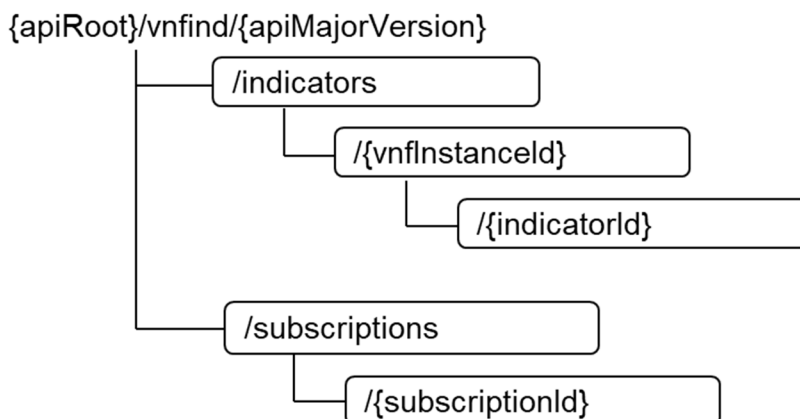 {apiRoot}/vnfind/{apiMajorVersion}
/indicators
/{vnfInstanceId}
/{indicatorId}
/subscriptions
/{subscriptionId}